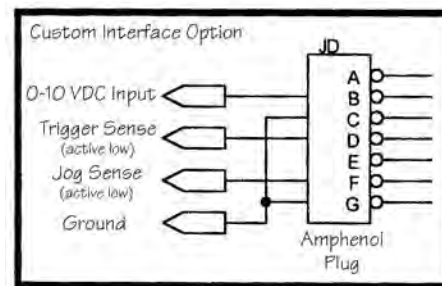 Custom Interface Option
JD
A
0-10 VDC Input
B
C
Trigger Sense
(active low)
D
E
Jog Sense
(active low)
F
Ground
G
Amphenol
Plug